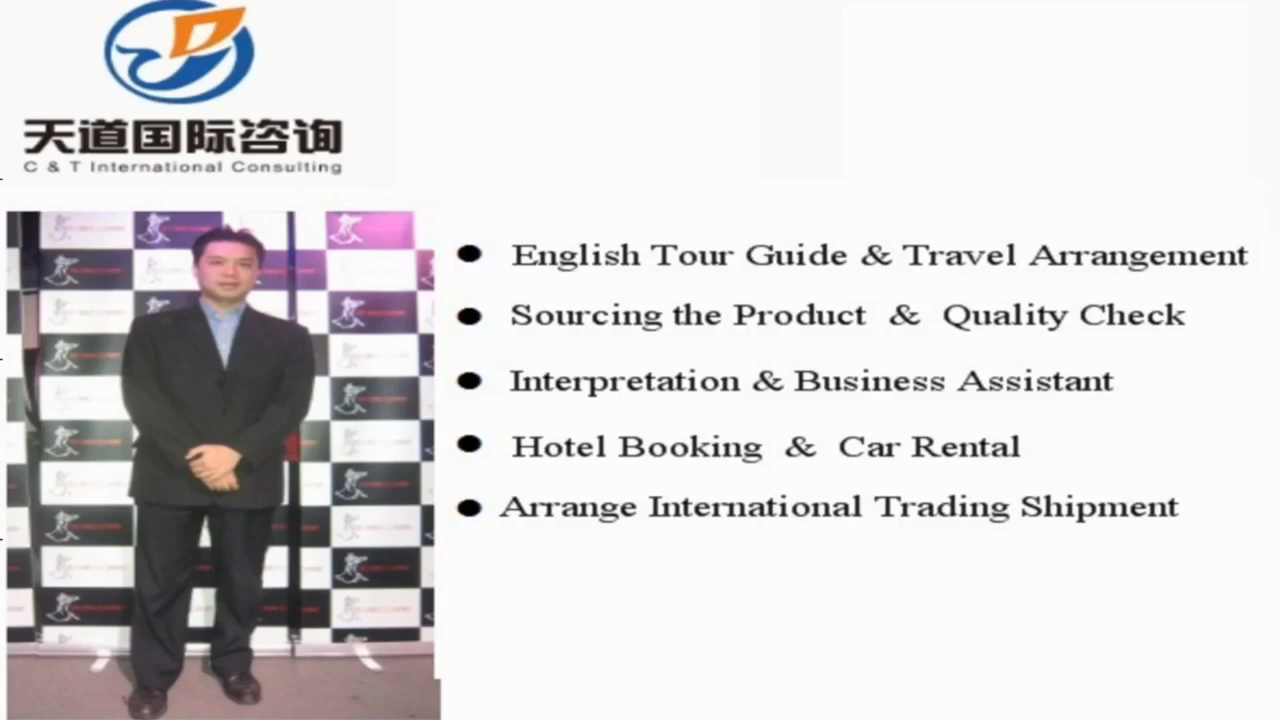 天道国际咨询
C & T International Consulting
● English Tour Guide & Travel Arrangement
● Sourcing the Product & Quality Check
● Interpretation & Business Assistant
● Hotel Booking & Car Rental
● Arrange International Trading Shipment